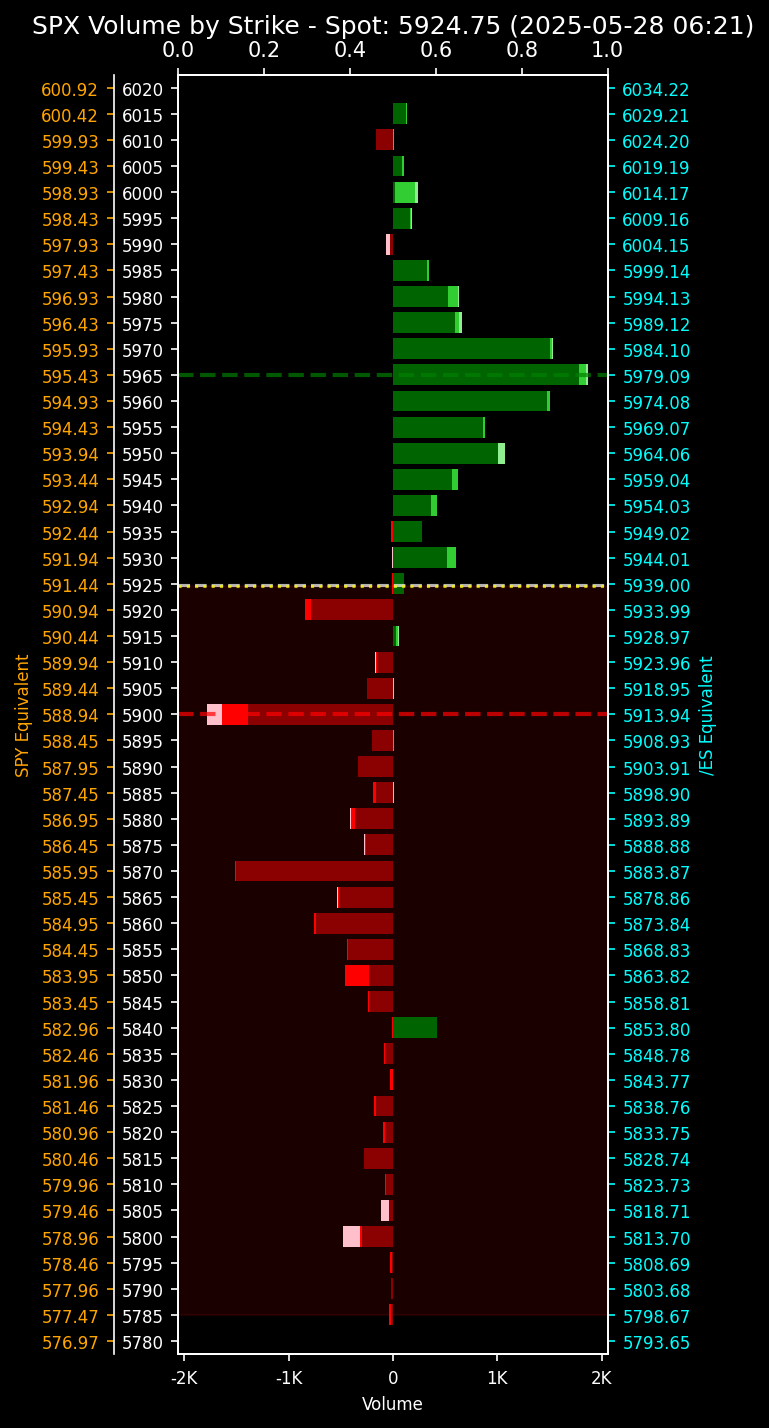 SPX Volume by Strike - Spot: 5924.75 (2025-05-28 06:21)
0.0 0.2 0.4 0.6 0.8 1.0
600.92 6020 6034.22
600.42 6015 6029.21
599.93 6010 6024.20
599.43 6005 6019.19
598.93 6000 6014.17
598.43 5995 6009.16
597.93 5990 6004.15
597.43 5985 5999.14
596.93 5980 5994.13
596.43 5975 5989.12
595.93 5970 5984.10
595.43 5965 5979.09
594.93 5960 5974.08
594.43 5955 5969.07
593.94 5950 5964.06
593.44 5945 5959.04
592.94 5940 5954.03
592.44 5935 5949.02
591.94 5930 5944.01
591.44 5925 5939.00
590.94 5920 5933.99
590.44 5915 5928.97
589.94 5910 5923.96
589.44 5905 5918.95
588.94 5900 5913.94
588.45 5895 5908.93
587.95 5890 5903.91
587.45 5885 5898.90
586.95 5880 5893.89
586.45 5875 5888.88
585.95 5870 5883.87
585.45 5865 5878.86
584.95 5860 5873.84
584.45 5855 5868.83
583.95 5850 5863.82
583.45 5845 5858.81
582.96 5840 5853.80
582.46 5835 5848.78
581.96 5830 5843.77
581.46 5825 5838.76
580.96 5820 5833.75
580.46 5815 5828.74
579.96 5810 5823.73
579.46 5805 5818.71
578.96 5800 5813.70
578.46 5795 5808.69
577.96 5790 5803.68
577.47 5785 5798.67
576.97 5780 5793.65
SPY Equivalent
/ES Equivalent
-2K -1K 0 1K 2K
Volume